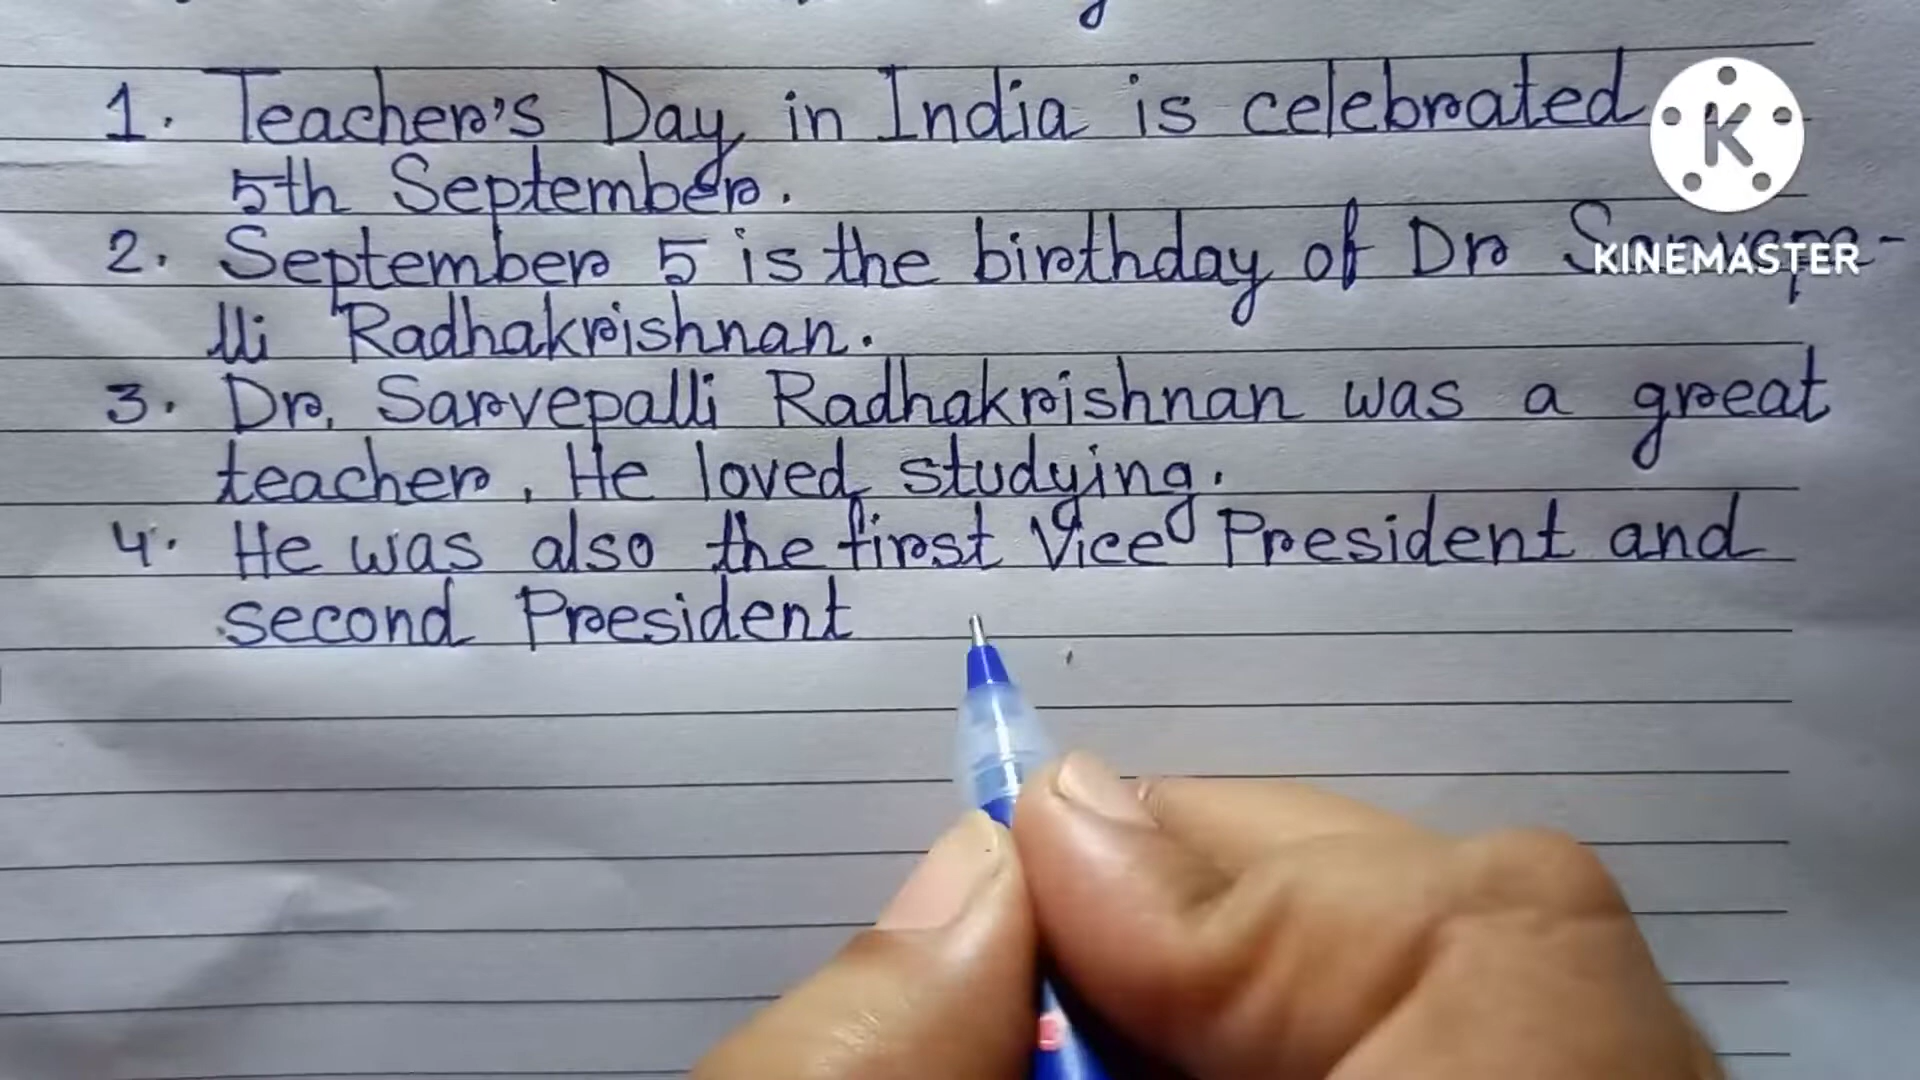 1. Teacher's Day in India is celebrated
5th September.
2. September 5 is the birthday of Dr Sarvepa-
lli Radhakrishnan.
3. Dr. Sarvepalli Radhakrishnan was a great
teacher. He loved studying.
4. He was also the first Vice President and
second President
K
KINEMASTER